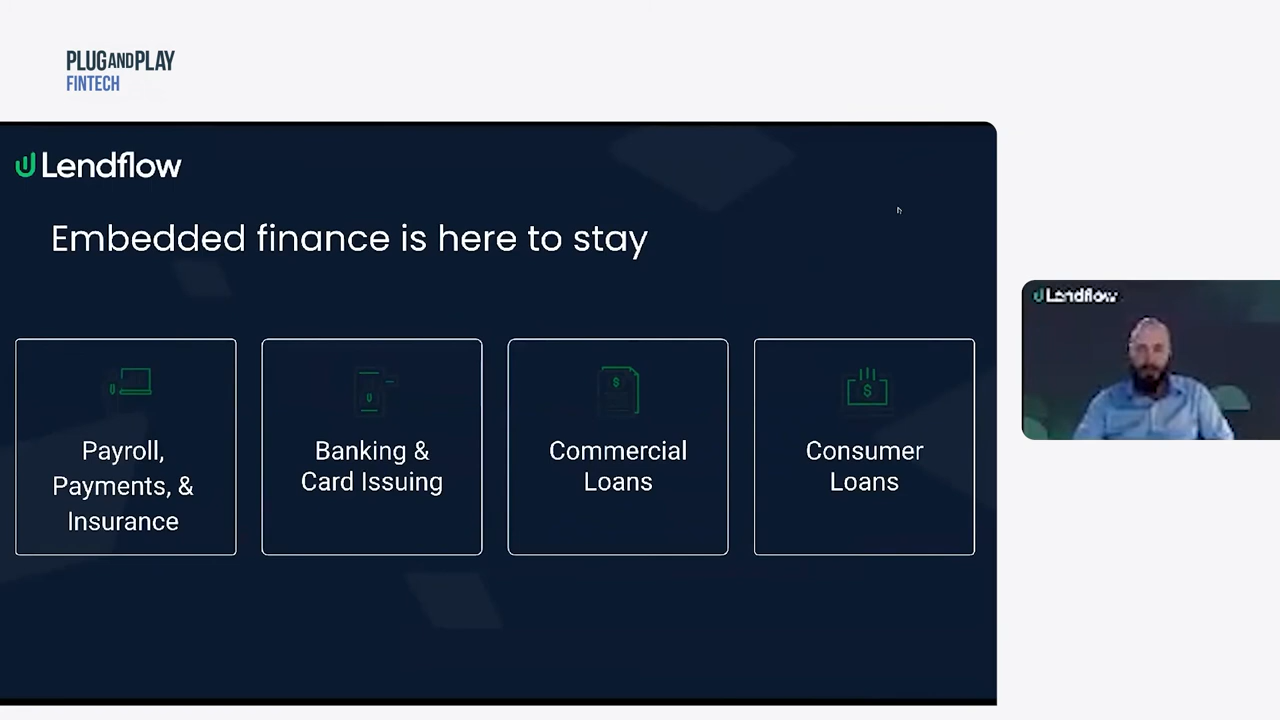 PLUGANDPLAY
FINTECH
Lendflow
Embedded finance is here to stay
Payroll,
Payments, &
Insurance
Banking &
Card Issuing
Commercial
Loans
Consumer
Loans
Lendflow